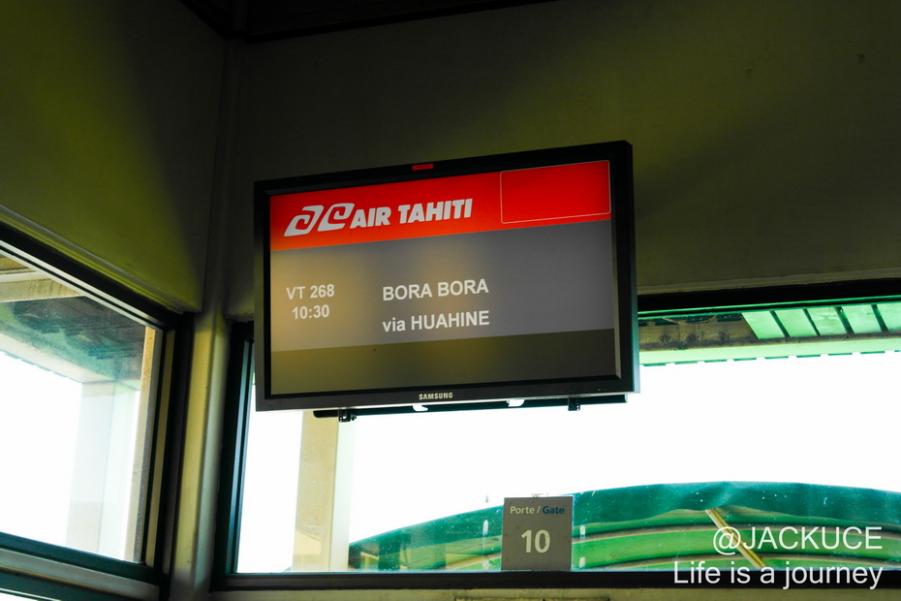 AIR TAHITI
VT 268
BORA BORA
10:30
via HUAHINE
SAMSUNG
Porte / Gate
10
@JACKUCE
Life is a journey